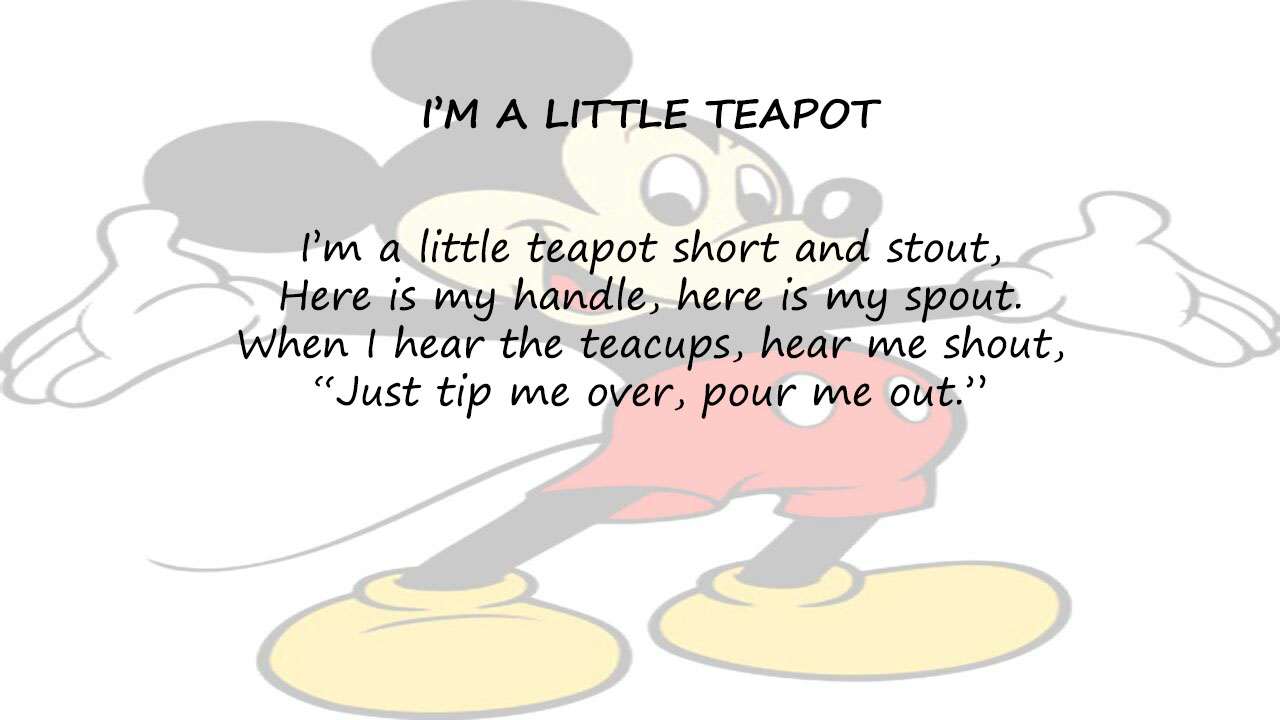 I’M A LITTLE TEAPOT
I’m a little teapot short and stout,
Here is my handle, here is my spout.
When I hear the teacups, hear me shout,
“Just tip me over, pour me out.”